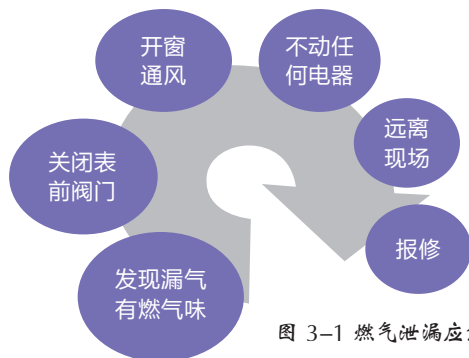 发现漏气
有燃气味
关闭表
前阀门
开窗
通风
不动任
何电器
远离
现场
报修
图 3-1 燃气泄漏应